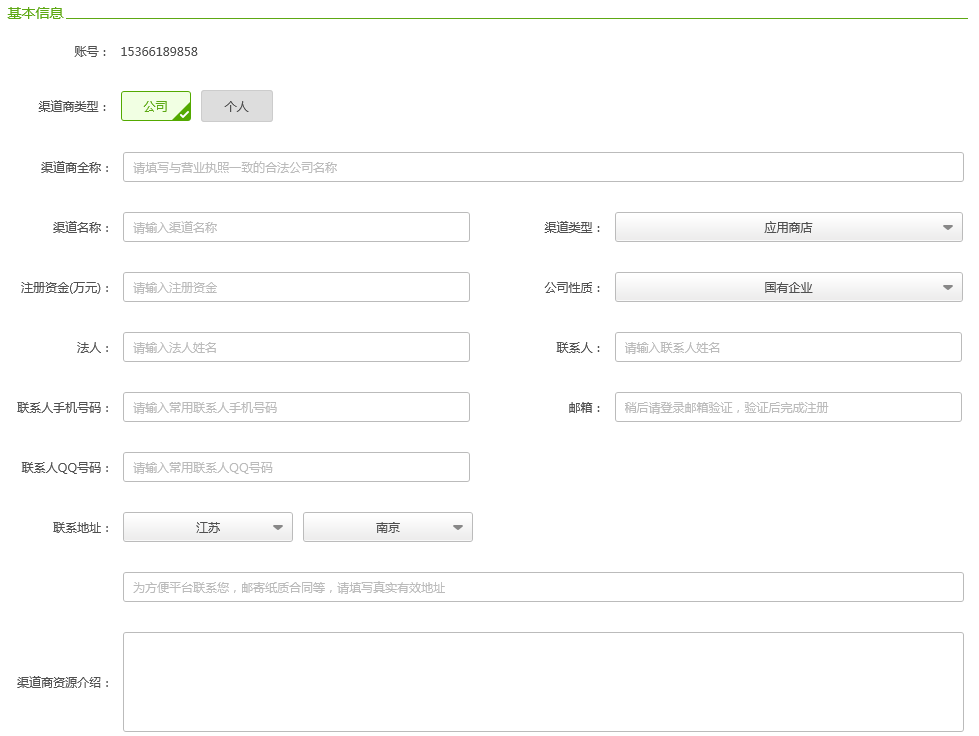 基本信息
账号： 15366189858
渠道商类型： 公司 个人
渠道商全称： 请填写与营业执照一致的合法公司名称
渠道名称： 请输入渠道名称 渠道类型： 应用商店
注册资金(万元)： 请输入注册资金 公司性质： 国有企业
法人： 请输入法人姓名 联系人： 请输入联系人姓名
联系人手机号码： 请输入常用联系人手机号码 邮箱： 稍后请登录邮箱验证，验证后完成注册
联系人QQ号码： 请输入常用联系人QQ号码
联系地址： 江苏 南京
为方便平台联系您，邮寄纸质合同等，请填写真实有效地址
渠道商资源介绍：